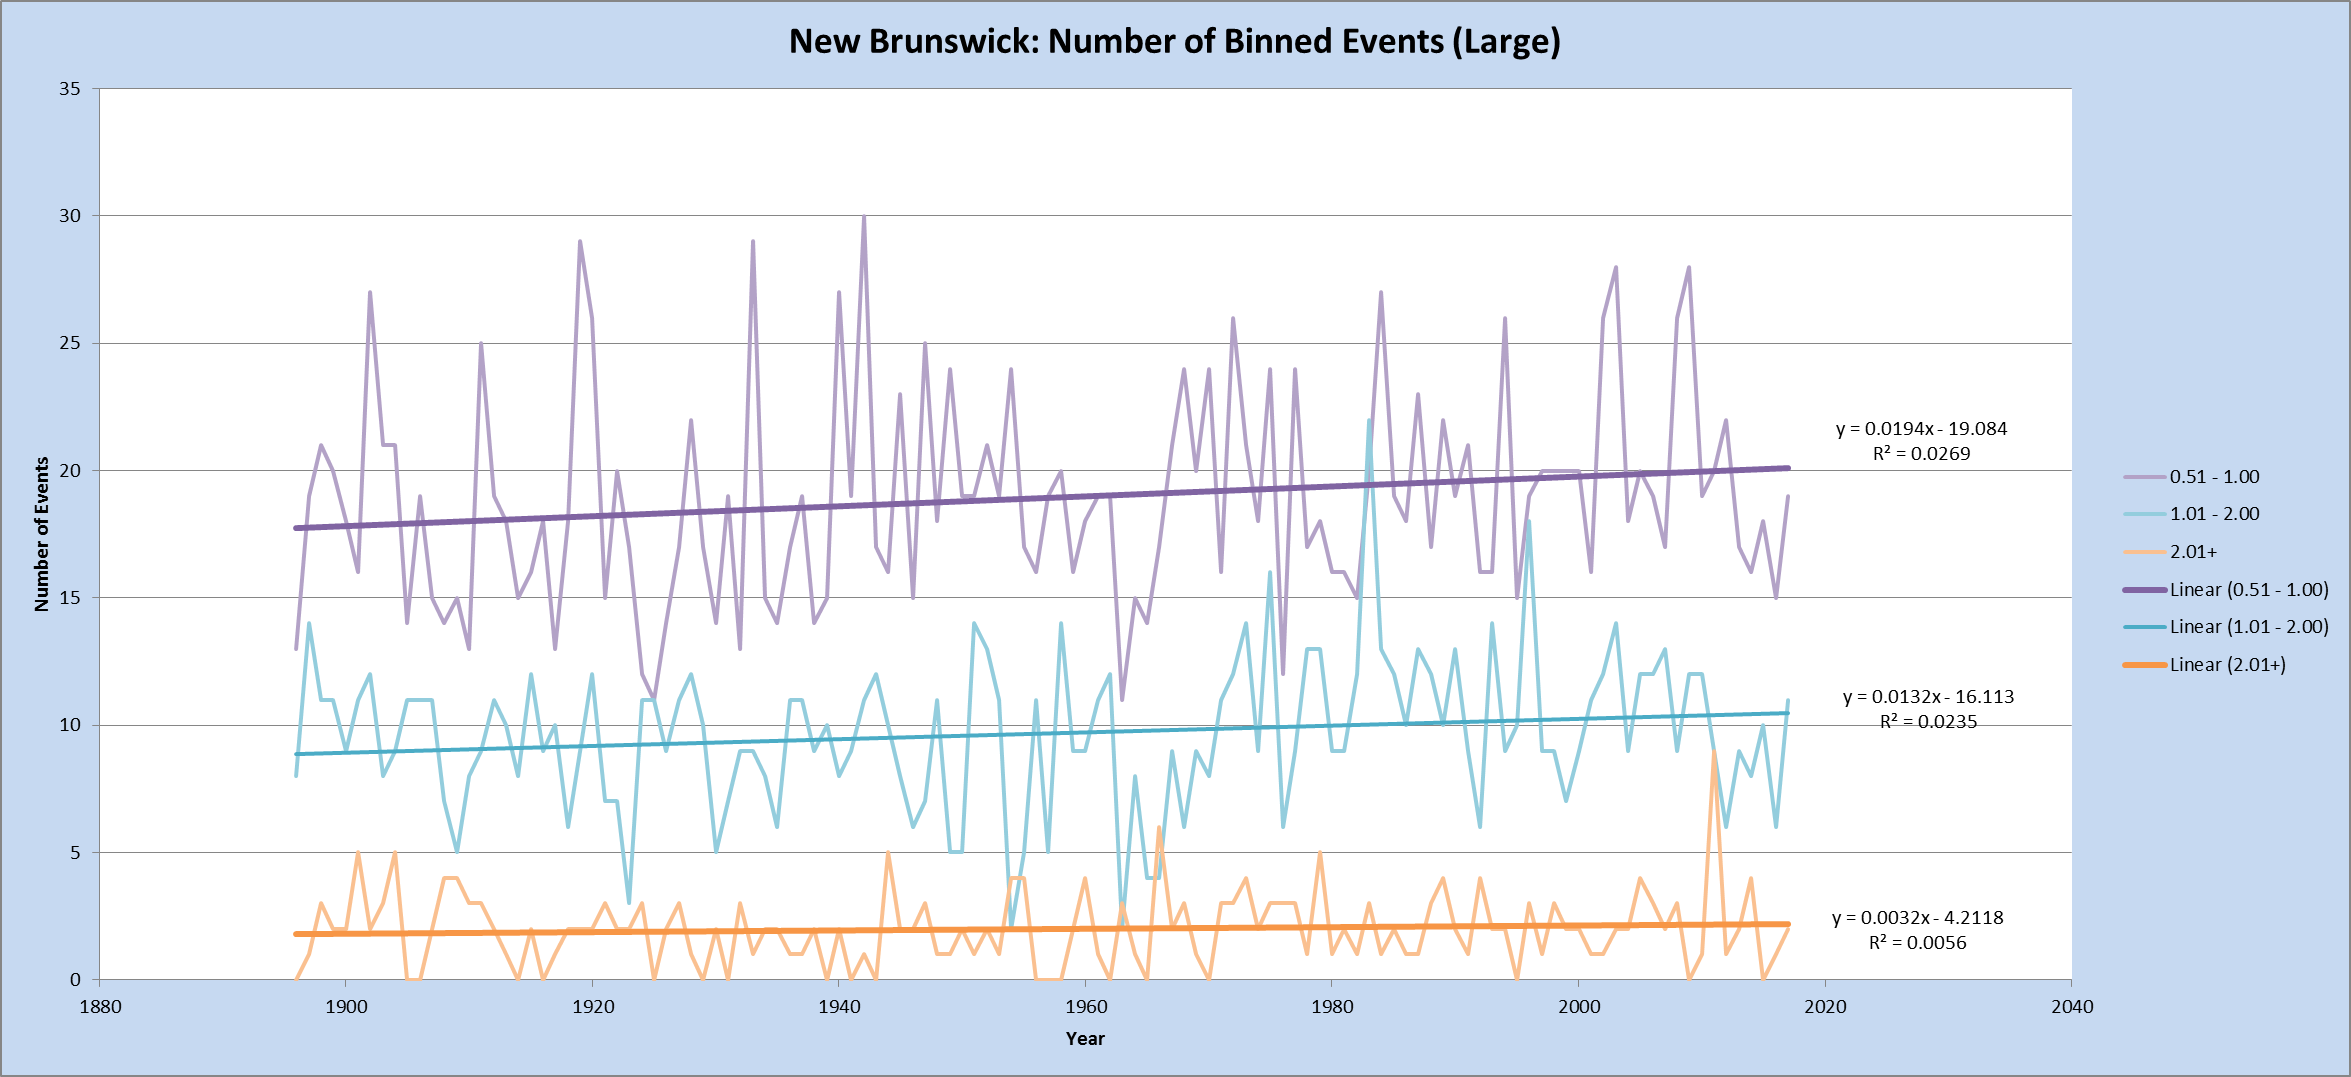 New Brunswick: Number of Binned Events (Large)
35
30
25
20
15
10
5
0
Number of Events
1880
1900
1920
1940
1960
1980
2000
2020
2040
Year
y = 0.0194x - 19.084
R² = 0.0269
y = 0.0132x - 16.113
R² = 0.0235
y = 0.0032x - 4.2118
R² = 0.0056
0.51 - 1.00
1.01 - 2.00
2.01+
Linear (0.51 - 1.00)
Linear (1.01 - 2.00)
Linear (2.01+)